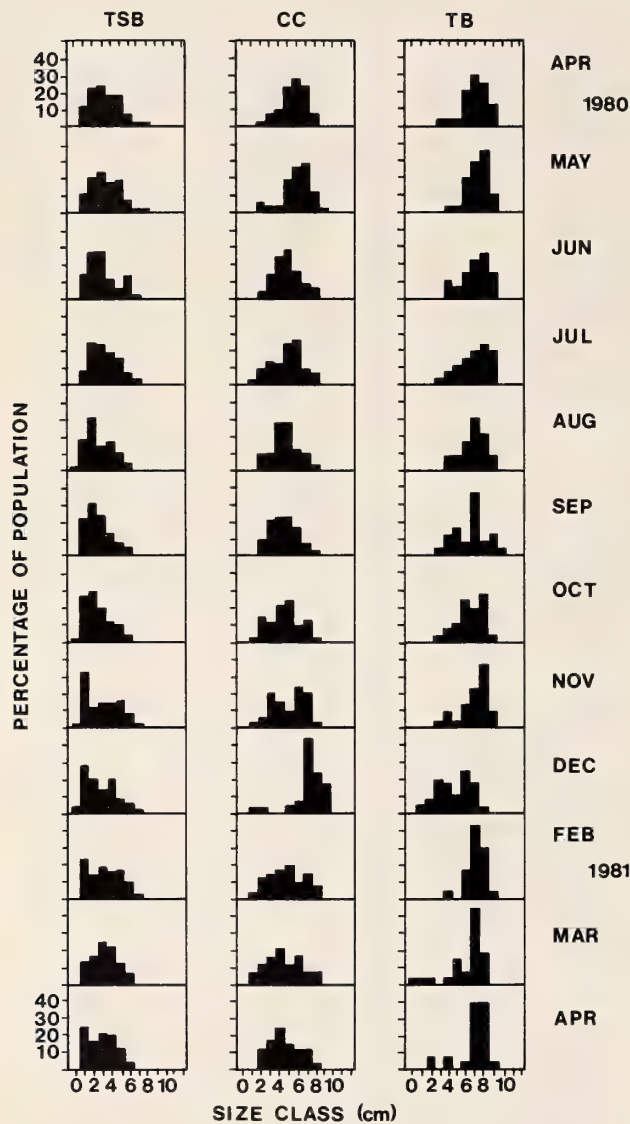 TSB CC TB
40
30
20
10
APR
1980
MAY
JUN
JUL
AUG
SEP
OCT
NOV
DEC
FEB
1981
MAR
APR
40
30
20
10
PERCENTAGE OF POPULATION
0 2 4 6 8 10 0 2 4 6 8 10 0 2 4 6 8 10
SIZE CLASS (cm)